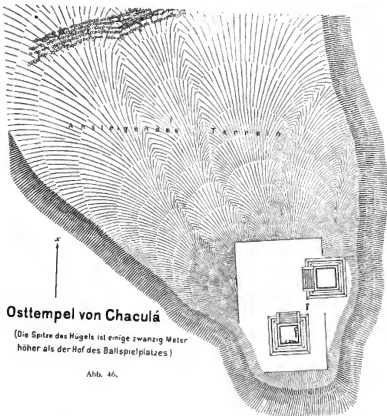 Ansteigendes Terrain
N
Osttempel von Chaculá
(Die Spitze des Hügels ist einige zwanzig Meter
höher als der Hof des Ballspielplatzes)
Abb. 46.